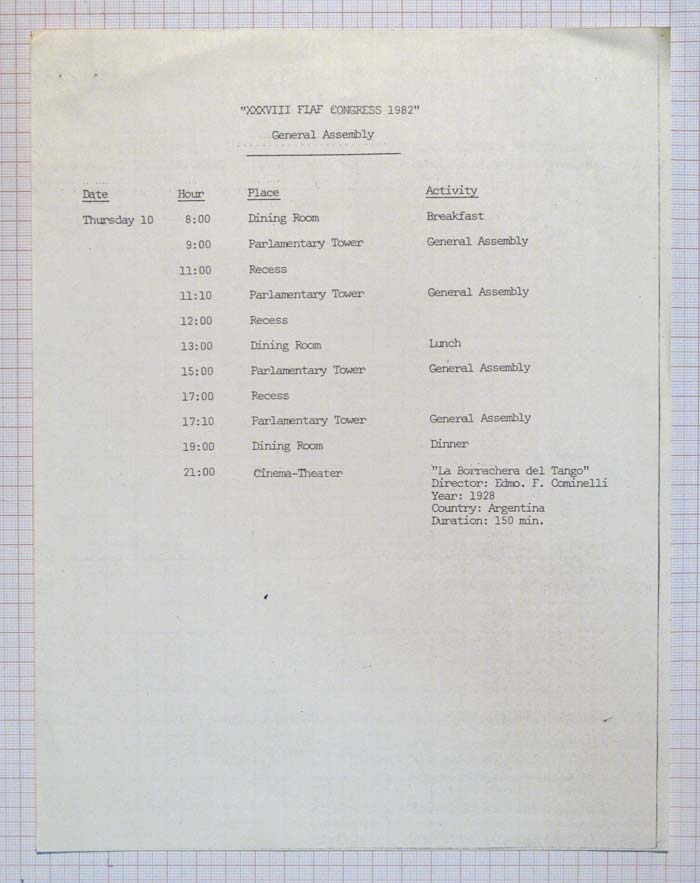 "XXXVIII FIAF CONGRESS 1982"
General Assembly
Date Hour Place Activity
Thursday 10 8:00 Dining Room Breakfast
9:00 Parlamentary Tower General Assembly
11:00 Recess
11:10 Parlamentary Tower General Assembly
12:00 Recess
13:00 Dining Room Lunch
15:00 Parlamentary Tower General Assembly
17:00 Recess
17:10 Parlamentary Tower General Assembly
19:00 Dining Room Dinner
21:00 Cinema-Theater "La Borrachera del Tango"
Director: Edmo. F. Cominelli
Year: 1928
Country: Argentina
Duration: 150 min.